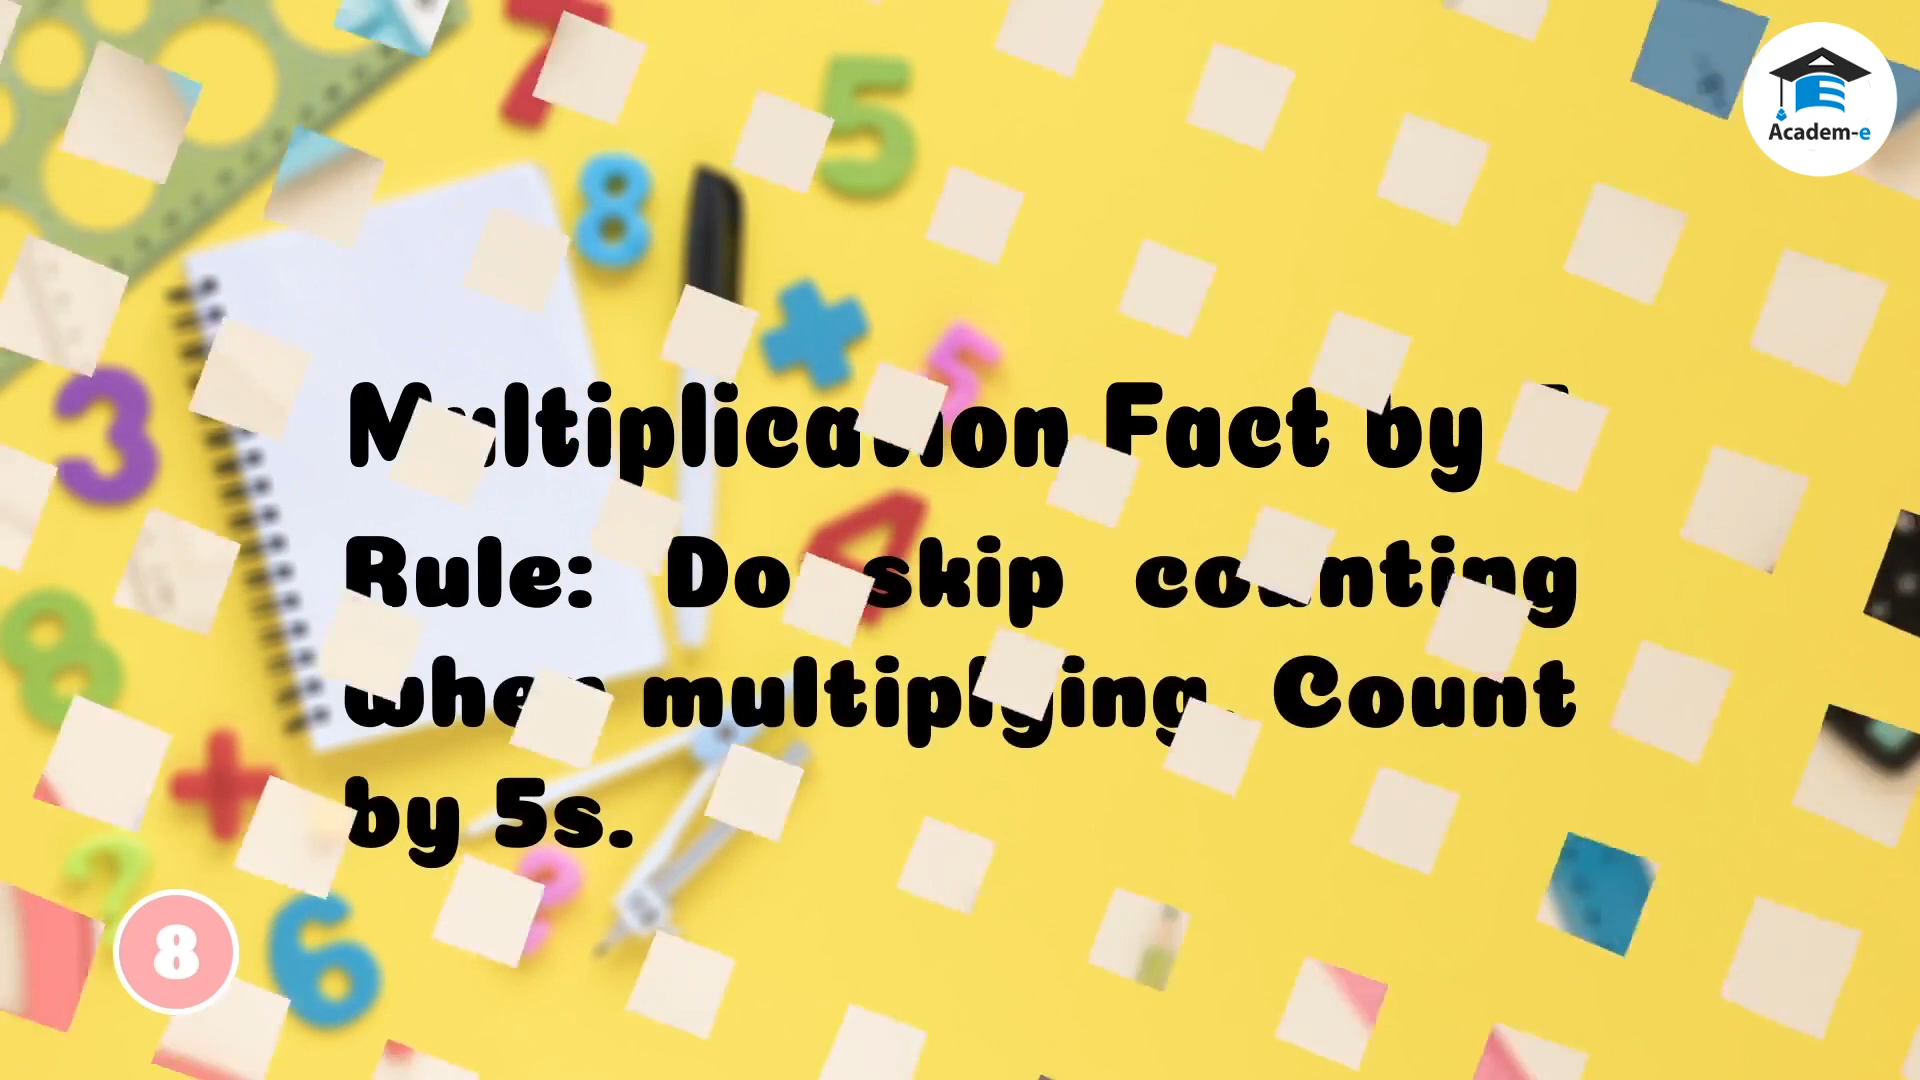 Multiplication Fact by
Rule: Do skip counting
when multiplying. Count
by 5s.
8
Academ-e